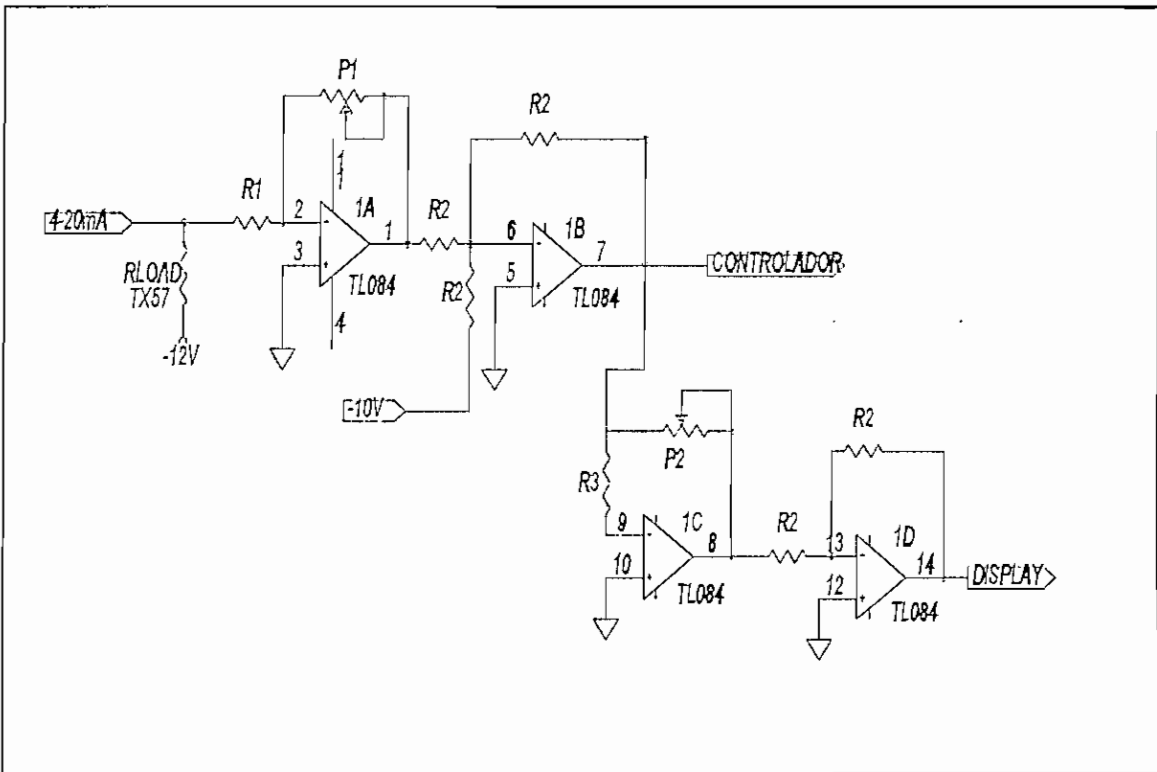 P1
R2
1
1
R1
4-20mA
2
1A
1
R2
3
TL084
4
RLOAD
TX57
-12V
R2
6
1B
7
5
TL084
CONTROLADOR
-10V
P2
R2
R3
9
1C
8
R2
13
1D
14
DISPLAY
10
TL084
12
TL084